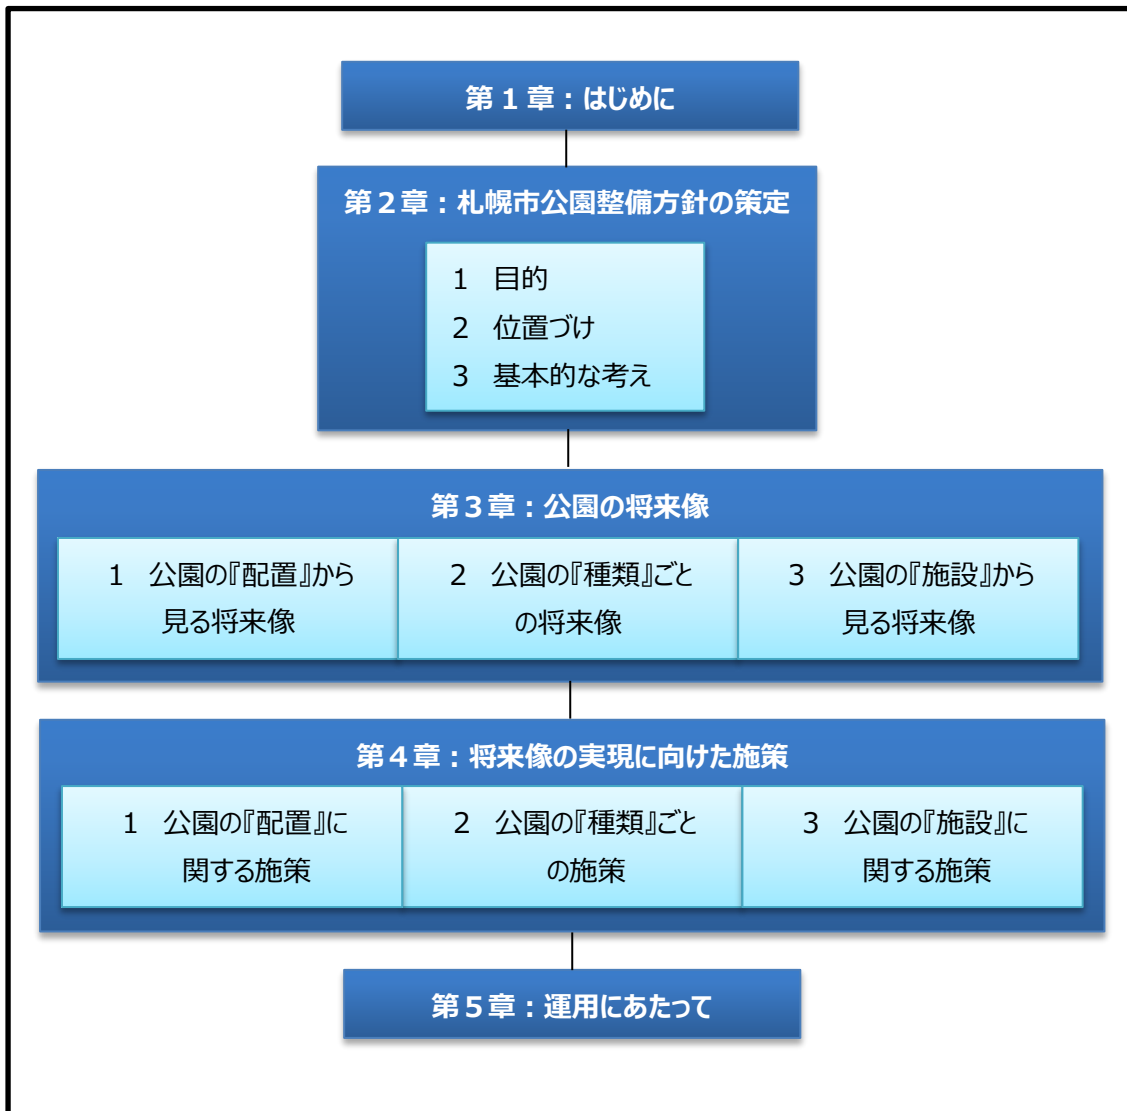 第１章：はじめに
第２章：札幌市公園整備方針の策定
1　目的
2　位置づけ
3　基本的な考え
第３章：公園の将来像
1　公園の『配置』から
見る将来像
2　公園の『種類』ごと
の将来像
3　公園の『施設』から
見る将来像
第４章：将来像の実現に向けた施策
1　公園の『配置』に
関する施策
2　公園の『種類』ごと
の施策
3　公園の『施設』に
関する施策
第５章：運用にあたって